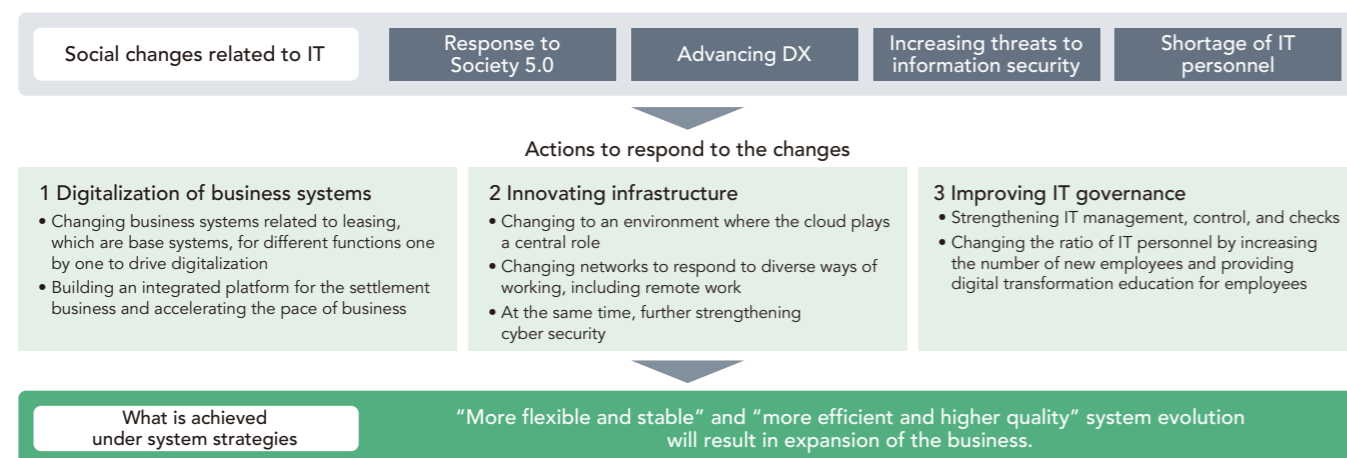 Social changes related to IT
Response to
Society 5.0
Advancing DX
Increasing threats to
information security
Shortage of IT
personnel
Actions to respond to the changes
1 Digitalization of business systems
• Changing business systems related to leasing,
which are base systems, for different functions one
by one to drive digitalization
• Building an integrated platform for the settlement
business and accelerating the pace of business
2 Innovating infrastructure
• Changing to an environment where the cloud plays
a central role
• Changing networks to respond to diverse ways of
working, including remote work
• At the same time, further strengthening
cyber security
3 Improving IT governance
• Strengthening IT management, control, and checks
• Changing the ratio of IT personnel by increasing
the number of new employees and providing
digital transformation education for employees
What is achieved
under system strategies
“More flexible and stable” and “more efficient and higher quality” system evolution
will result in expansion of the business.